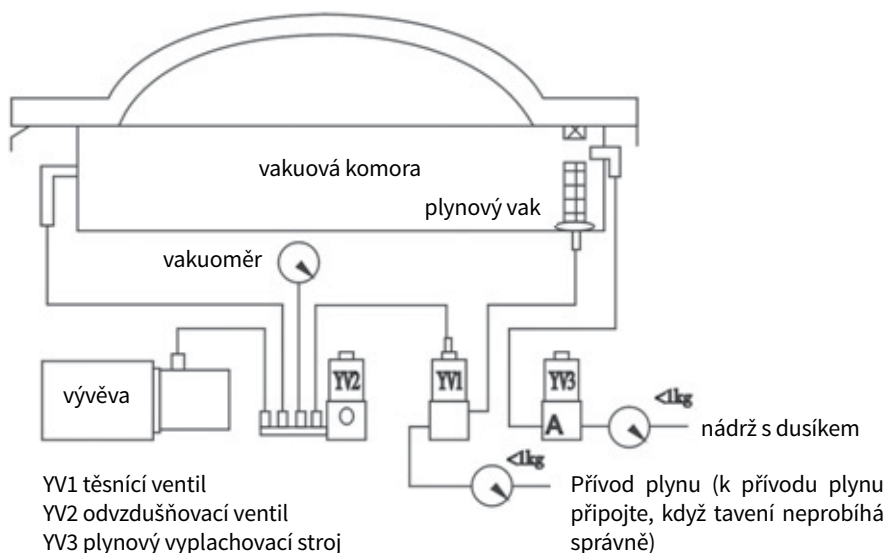 vakuová komora
plynový vak
vakuoměr
vývěva
YV2
YV1
YV3
A
<1kg
nádrž s dusíkem
<1kg
YV1 těsnící ventil
YV2 odvzdušňovací ventil
YV3 plynový vyplachovací stroj
Přívod plynu (k přívodu plynu
připojte, když tavení neprobíhá
správně)